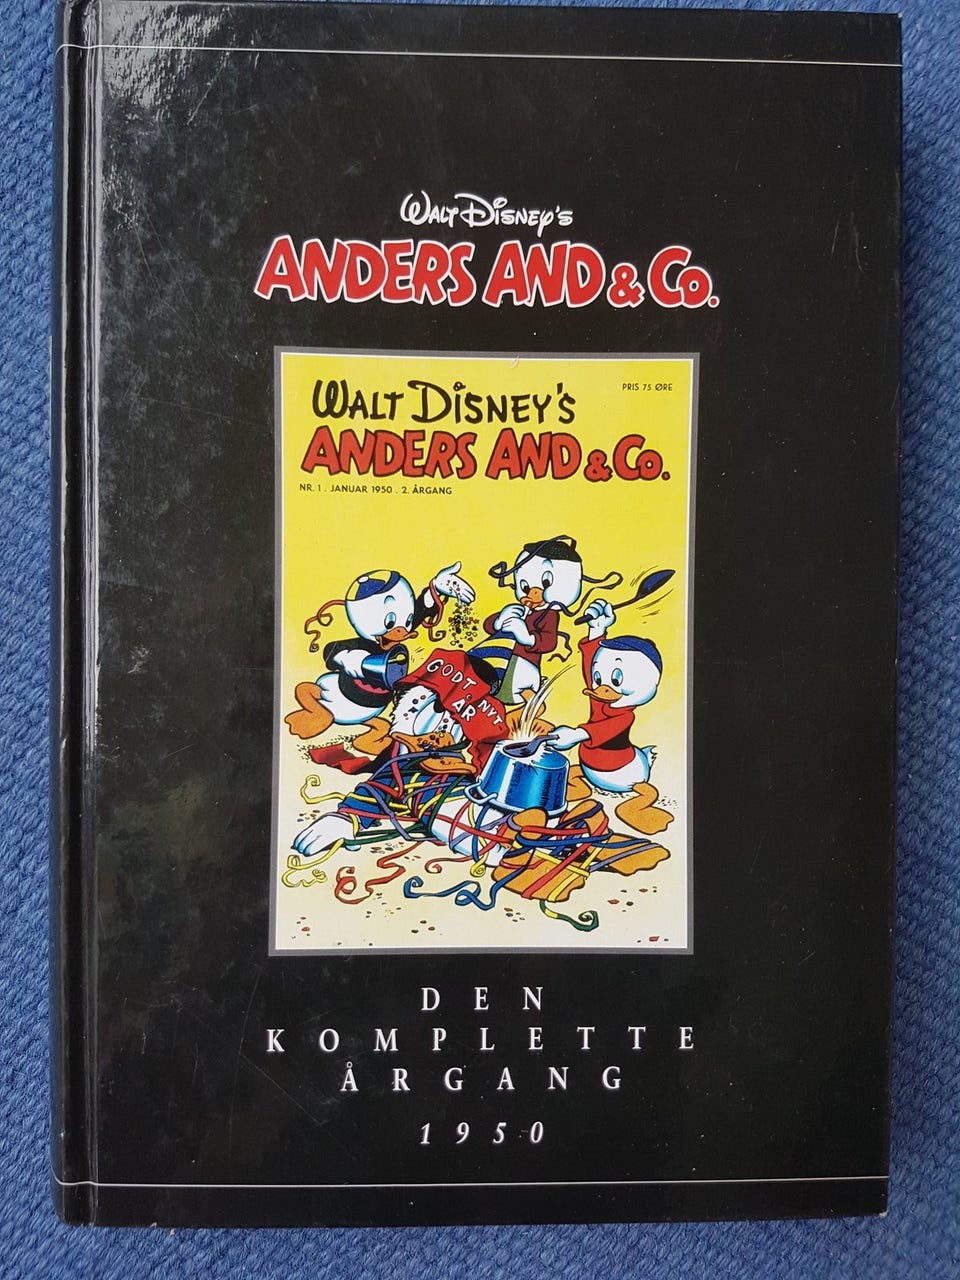 WALT DISNEY'S
ANDERS AND & Co.
WALT DISNEY'S
PRIS 75 ØRE
ANDERS AND & Co.
NR. 1 . JANUAR 1950 . 2. ÅRGANG
GODT NYT
ÅR
DEN
KOMPLETTE
ÅRGANG
1950